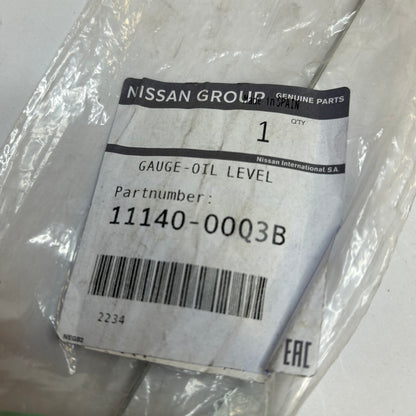 NISSAN GROUP GENUINE PARTS
MADE IN SPAIN
QTY
1
Nissan International, S.A.
GAUGE-OIL LEVEL
Partnumber:
11140-00Q3B
2234
NEG82
EAC